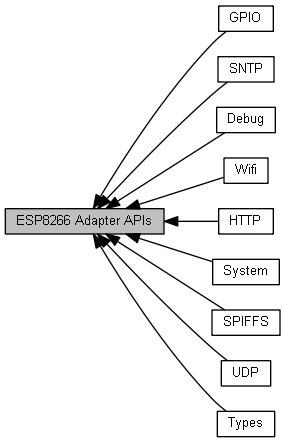 GPIO
SNTP
Debug
Wifi
ESP8266 Adapter APIs
HTTP
System
SPIFFS
UDP
Types